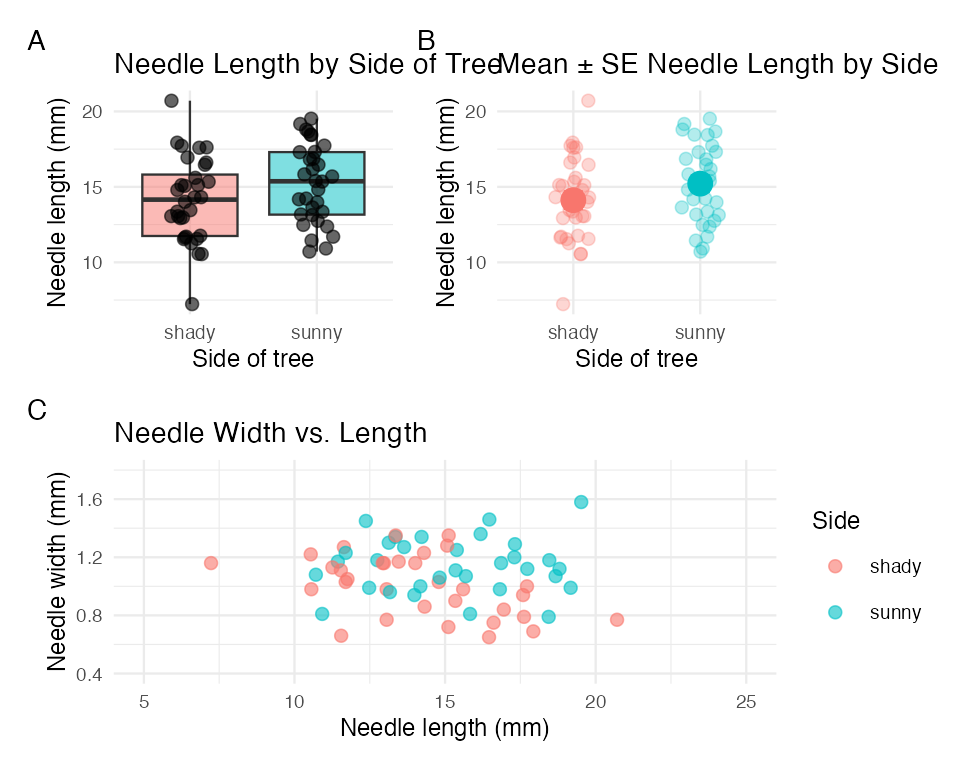 A
B
Needle Length by Side of Tree
Mean ± SE Needle Length by Side
Needle length (mm)
20
15
10
shady
sunny
Side of tree
Needle length (mm)
20
15
10
shady
sunny
Side of tree
C
Needle Width vs. Length
Needle width (mm)
1.6
1.2
0.8
0.4
5
10
15
20
25
Needle length (mm)
Side
shady
sunny